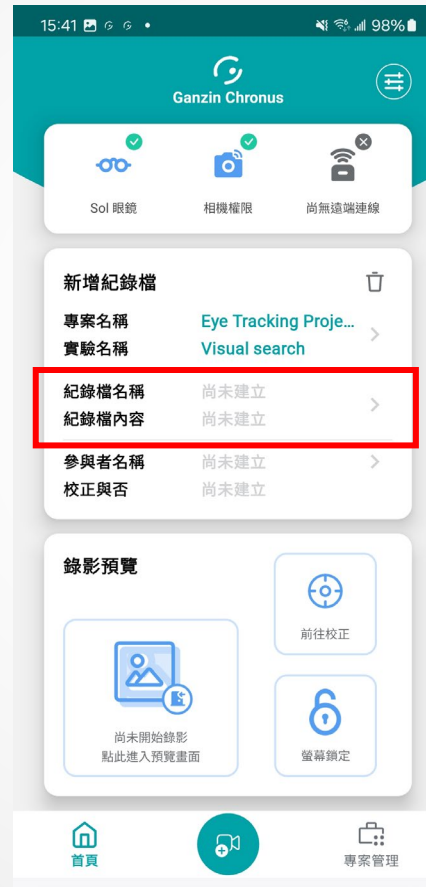 15:41
98%
Ganzin Chronus
Sol 眼鏡
相機權限
尚無遠端連線
新增紀錄檔
專案名稱 Eye Tracking Proje...
實驗名稱 Visual search
紀錄檔名稱 尚未建立
紀錄檔內容 尚未建立
參與者名稱 尚未建立
校正與否 尚未建立
錄影預覽
前往校正
尚未開始錄影
點此進入預覽畫面
螢幕鎖定
首頁
專案管理